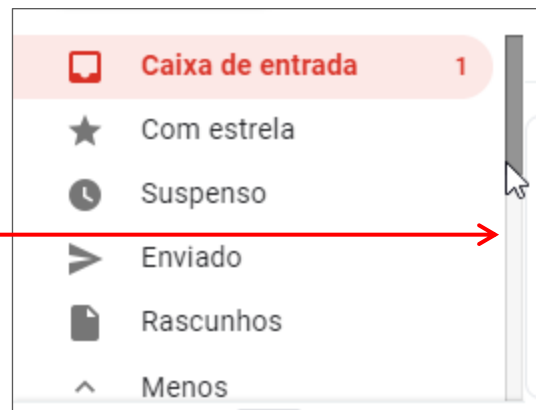 Caixa de entrada 1
Com estrela
Suspenso
Enviado
Rascunhos
Menos